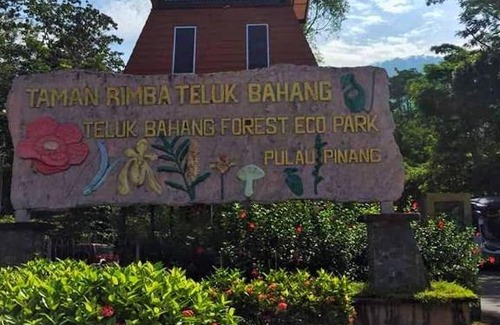 TAMAN RIMBA TELUK BAHANG
TELUK BAHANG FOREST ECO PARK
PULAU PINANG